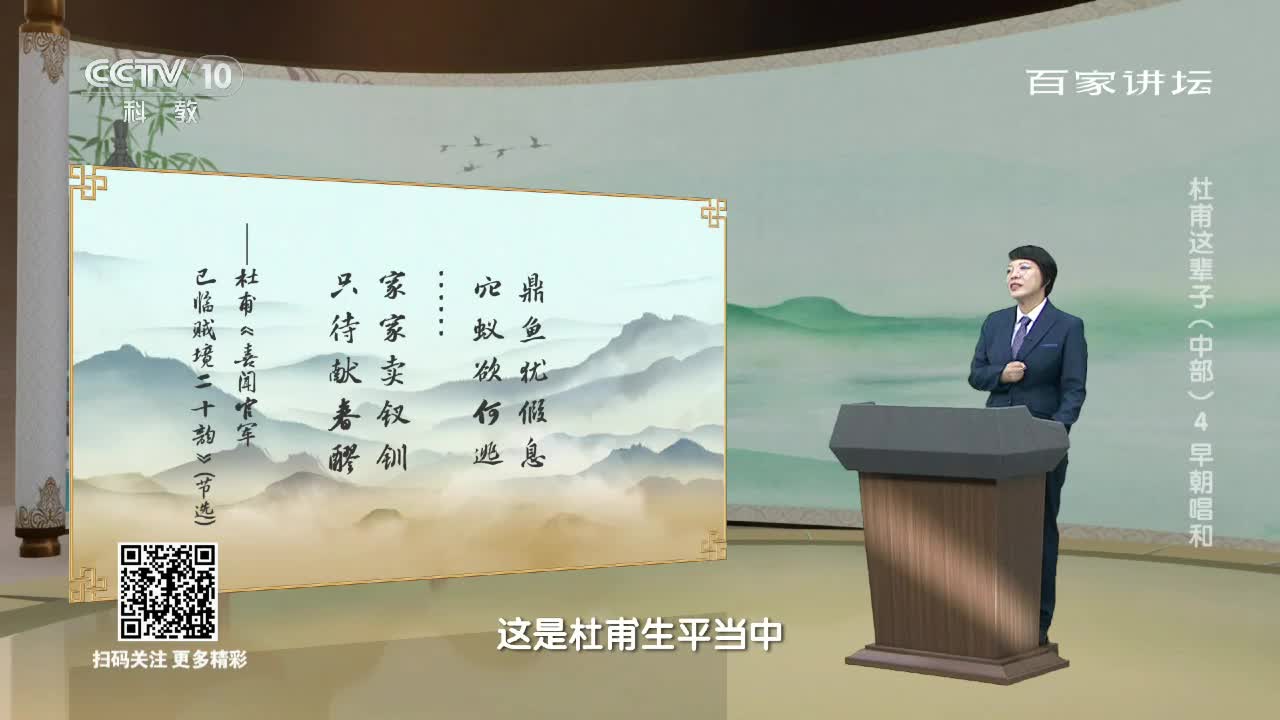 CCTV 10
科教
百家讲坛
杜甫这辈子（中部）4 早朝唱和
鼎鱼犹假息
穴蚁欲何逃
……
家家卖钗钏
只待献春醪
——杜甫《喜闻官军
已临贼境二十韵》(节选)
这是杜甫生平当中
扫码关注 更多精彩